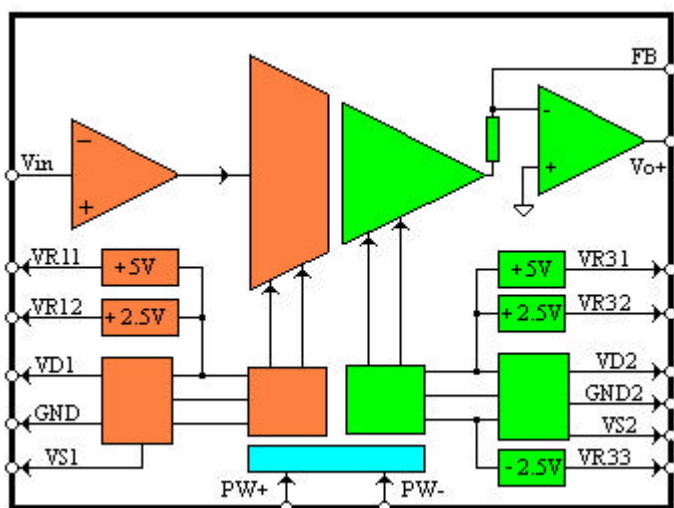 FB
Vin
-
+
-
+
Vo+
VR11
+5V
+5V
VR31
VR12
+2.5V
+2.5V
VR32
VD1
VD2
GND
GND2
VS2
VS1
-2.5V
VR33
PW+
PW-